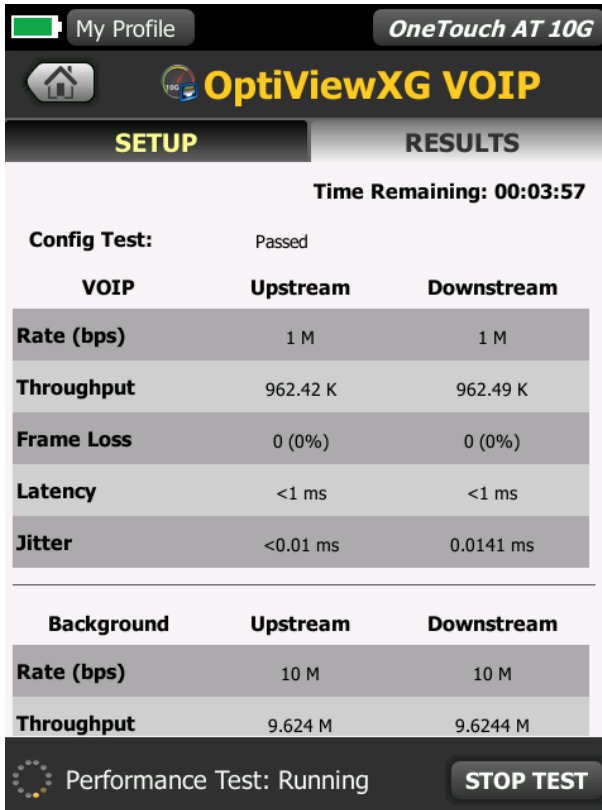 My Profile OneTouch AT 10G
10G OptiViewXG VOIP
SETUP RESULTS
Time Remaining: 00:03:57
Config Test: Passed
VOIP Upstream Downstream
Rate (bps) 1 M 1 M
Throughput 962.42 K 962.49 K
Frame Loss 0 (0%) 0 (0%)
Latency <1 ms <1 ms
Jitter <0.01 ms 0.0141 ms
Background Upstream Downstream
Rate (bps) 10 M 10 M
Throughput 9.624 M 9.6244 M
Performance Test: Running STOP TEST